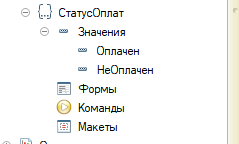 СтатусОплат
Значения
Оплачен
НеОплачен
Формы
Команды
Макеты